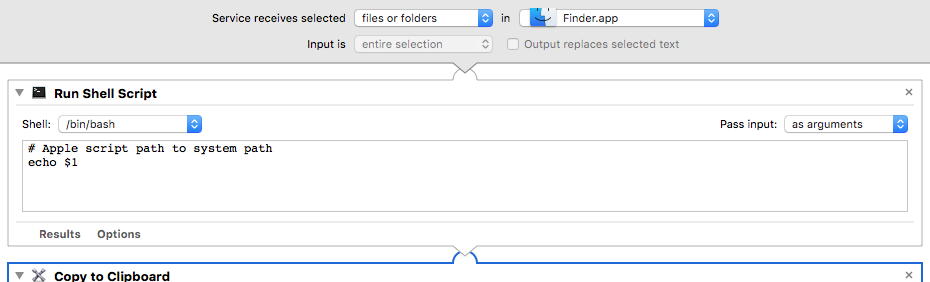 Service receives selected files or folders in Finder.app
Input is entire selection Output replaces selected text
Run Shell Script
Shell: /bin/bash Pass input: as arguments
# Apple script path to system path
echo $1
Results Options
Copy to Clipboard